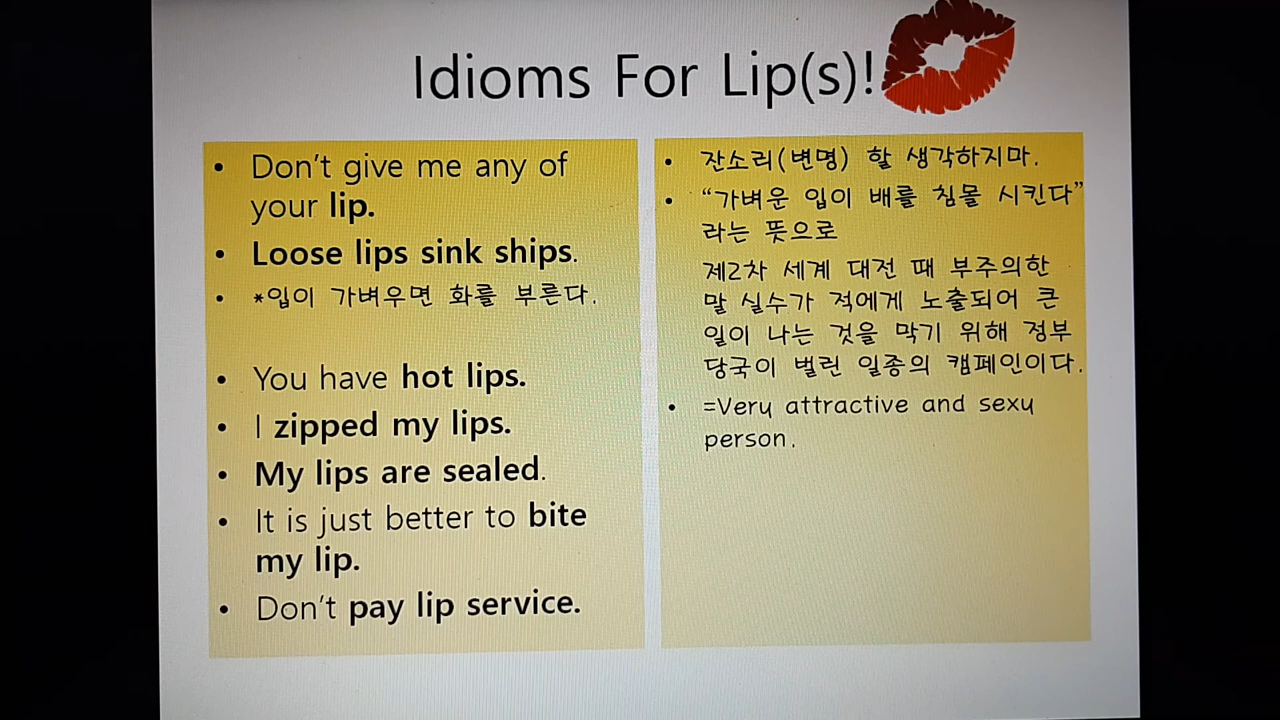 Idioms For Lip(s)!
• Don't give me any of
your lip.
• Loose lips sink ships.
• *입이 가벼우면 화를 부른다.
• You have hot lips.
• I zipped my lips.
• My lips are sealed.
• It is just better to bite
my lip.
• Don't pay lip service.
• 잔소리(변명) 할 생각하지마.
• “가벼운 입이 배를 침몰 시킨다”
라는 뜻으로
제2차 세계 대전 때 부주의한
말 실수가 적에게 노출되어 큰
일이 나는 것을 막기 위해 정부
당국이 벌린 일종의 캠페인이다.
• =Very attractive and sexy
person.